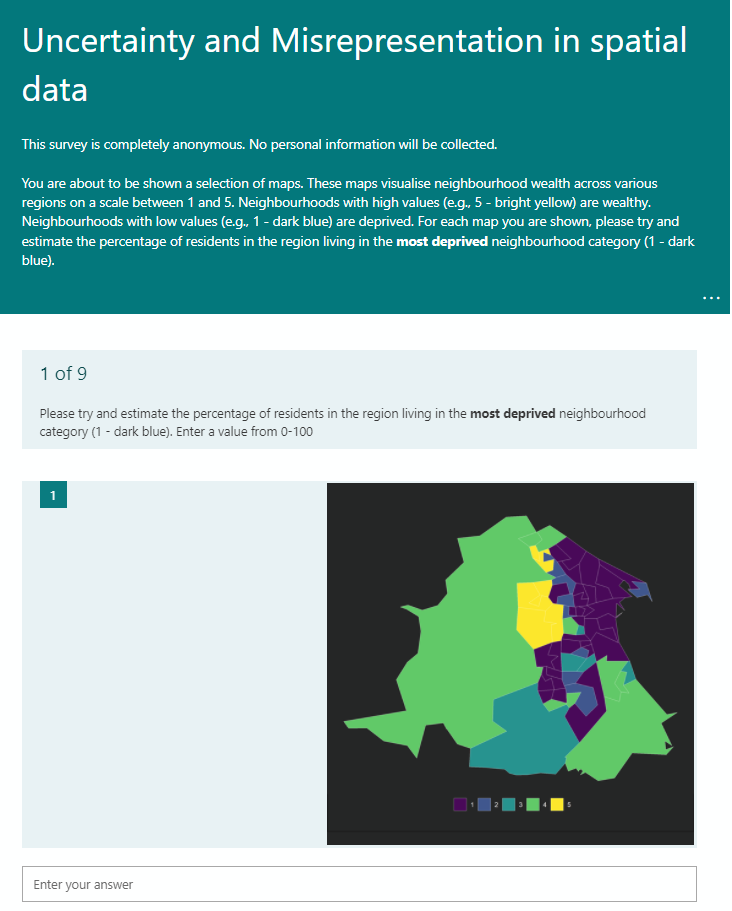 Uncertainty and Misrepresentation in spatial
data
This survey is completely anonymous. No personal information will be collected.
You are about to be shown a selection of maps. These maps visualise neighbourhood wealth across various
regions on a scale between 1 and 5. Neighbourhoods with high values (e.g., 5 - bright yellow) are wealthy.
Neighbourhoods with low values (e.g., 1 - dark blue) are deprived. For each map you are shown, please try and
estimate the percentage of residents in the region living in the most deprived neighbourhood category (1 - dark
blue).
...
1 of 9
Please try and estimate the percentage of residents in the region living in the most deprived neighbourhood
category (1 - dark blue). Enter a value from 0-100
1
1 2 3 4 5
Enter your answer